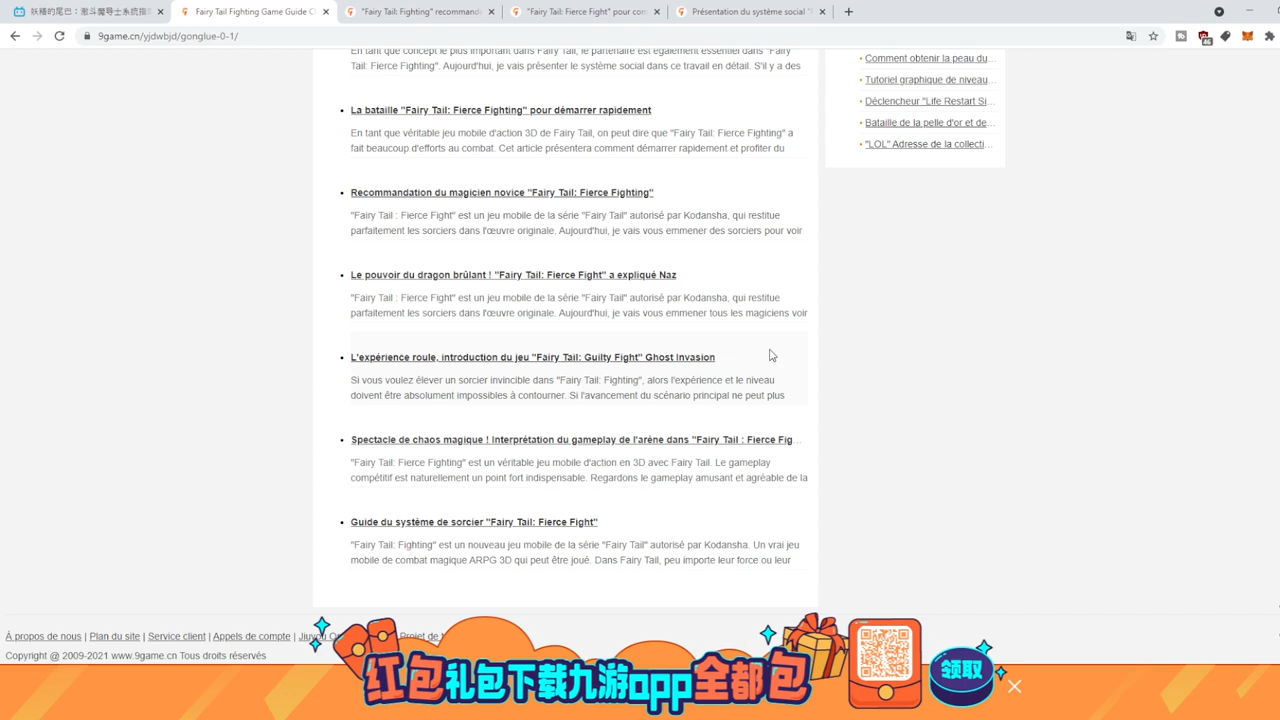 妖精的尾巴：激斗魔导士系统指
Fairy Tail Fighting Game Guide C
"Fairy Tail: Fighting" recommand
"Fairy Tail: Fierce Fight" pour com
Présentation du système social "
9game.cn/yjdwbjd/gonglue-0-1/
46
En tant que concept le plus important dans Fairy Tail, le partenaire est également essentiel dans "Fairy
Tail: Fierce Fighting". Aujourd'hui, je vais présenter le système social dans ce travail en détail. S'il y a des
La bataille "Fairy Tail: Fierce Fighting" pour démarrer rapidement
En tant que véritable jeu mobile d'action 3D de Fairy Tail, on peut dire que "Fairy Tail: Fierce Fighting" a
fait beaucoup d'efforts au combat. Cet article présentera comment démarrer rapidement et profiter du
Recommandation du magicien novice "Fairy Tail: Fierce Fighting"
"Fairy Tail : Fierce Fight" est un jeu mobile de la série "Fairy Tail" autorisé par Kodansha, qui restitue
parfaitement les sorciers dans l'œuvre originale. Aujourd'hui, je vais vous emmener des sorciers pour voir
Le pouvoir du dragon brûlant ! "Fairy Tail: Fierce Fight" a expliqué Naz
"Fairy Tail : Fierce Fight" est un jeu mobile de la série "Fairy Tail" autorisé par Kodansha, qui restitue
parfaitement les sorciers dans l'œuvre originale. Aujourd'hui, je vais vous emmener tous les magiciens voir
L'expérience roule, introduction du jeu "Fairy Tail: Guilty Fight" Ghost Invasion
Si vous voulez élever un sorcier invincible dans "Fairy Tail: Fighting", alors l'expérience et le niveau
doivent être absolument impossibles à contourner. Si l'avancement du scénario principal ne peut plus
Spectacle de chaos magique ! Interprétation du gameplay de l'arène dans "Fairy Tail : Fierce Fig...
"Fairy Tail: Fierce Fighting" est un véritable jeu mobile d'action en 3D avec Fairy Tail. Le gameplay
compétitif est naturellement un point fort indispensable. Regardons le gameplay amusant et agréable de la
Guide du système de sorcier "Fairy Tail: Fierce Fight"
"Fairy Tail: Fighting" est un nouveau jeu mobile de la série "Fairy Tail" autorisé par Kodansha. Un vrai jeu
mobile de combat magique ARPG 3D qui peut être joué. Dans Fairy Tail, peu importe leur force ou leur
Comment obtenir la peau du...
Tutoriel graphique de niveau...
Déclencheur "Life Restart Si...
Bataille de la pelle d'or et de...
"LOL" Adresse de la collecti...
À propos de nous | Plan du site | Service client | Appels de compte | Jiuyou
Copyright @ 2009-2021 www.9game.cn Tous droits réservés
红包礼包下载九游app全都包
领取